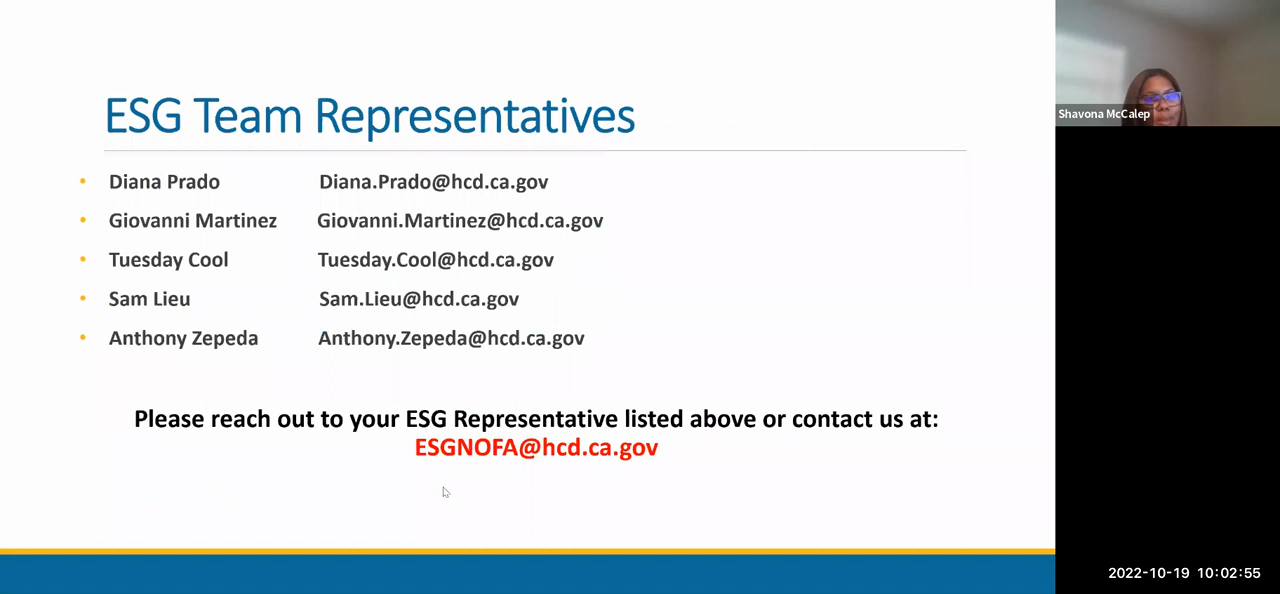 ESG Team Representatives
• Diana Prado Diana.Prado@hcd.ca.gov
• Giovanni Martinez Giovanni.Martinez@hcd.ca.gov
• Tuesday Cool Tuesday.Cool@hcd.ca.gov
• Sam Lieu Sam.Lieu@hcd.ca.gov
• Anthony Zepeda Anthony.Zepeda@hcd.ca.gov
Please reach out to your ESG Representative listed above or contact us at:
ESGNOFA@hcd.ca.gov
Shavona McCalep
2022-10-19 10:02:55